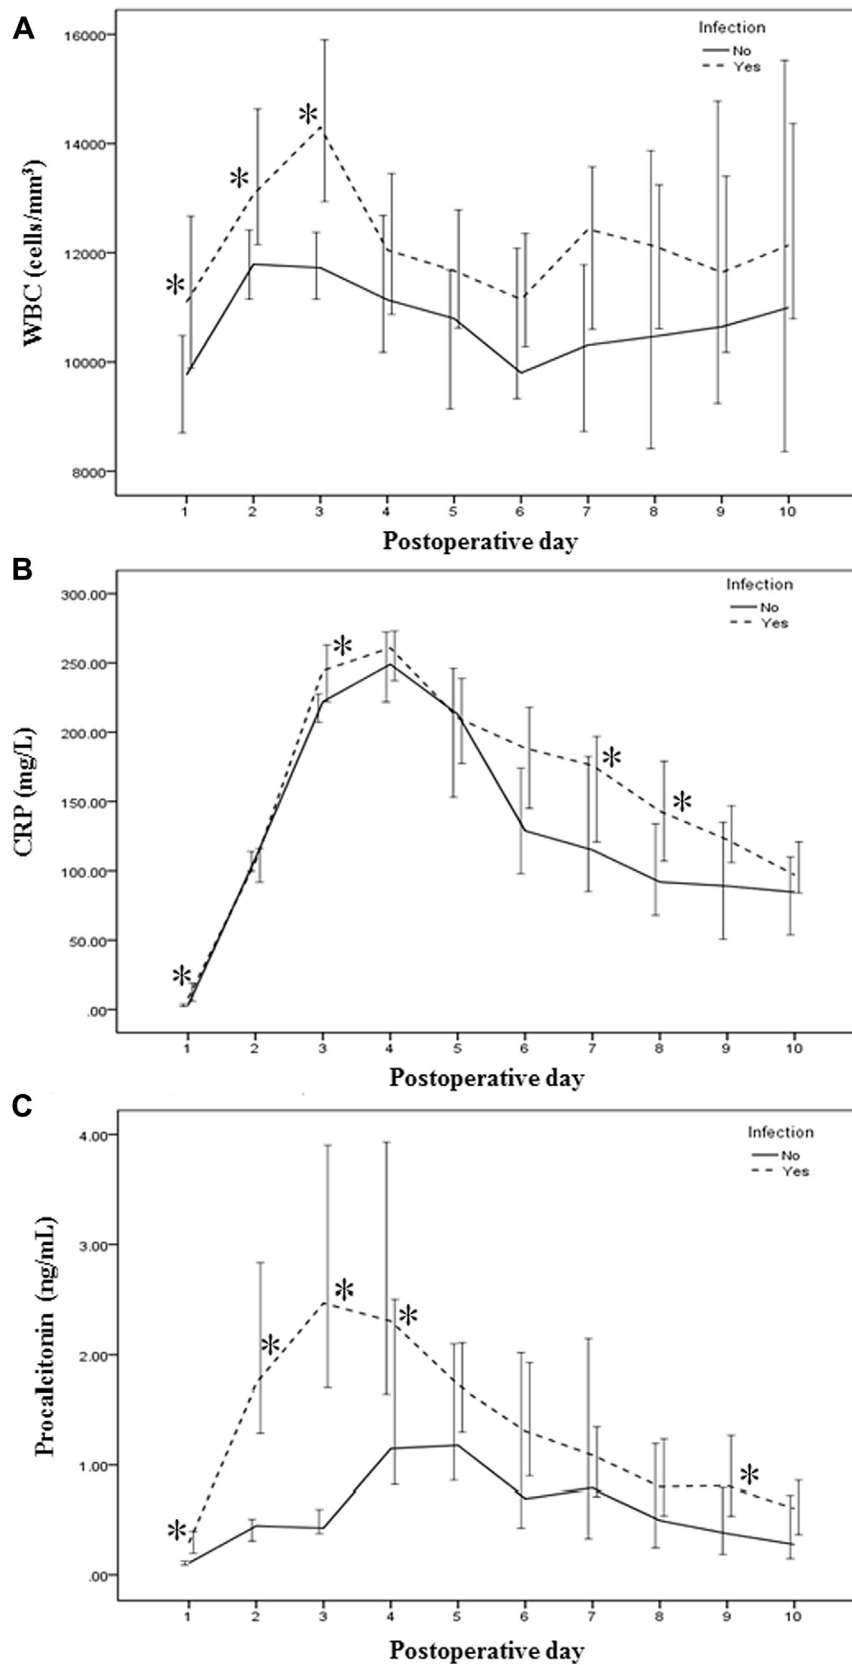 A
Infection
No
Yes
*
*
*
WBC (cells/mm³)
16000
14000
12000
10000
8000
1 2 3 4 5 6 7 8 9 10
Postoperative day
B
Infection
No
Yes
*
*
*
*
CRP (mg/L)
300.00
250.00
200.00
150.00
100.00
50.00
.00
1 2 3 4 5 6 7 8 9 10
Postoperative day
C
Infection
No
Yes
*
*
*
*
*
Procalcitonin (ng/mL)
4.00
3.00
2.00
1.00
.00
1 2 3 4 5 6 7 8 9 10
Postoperative day